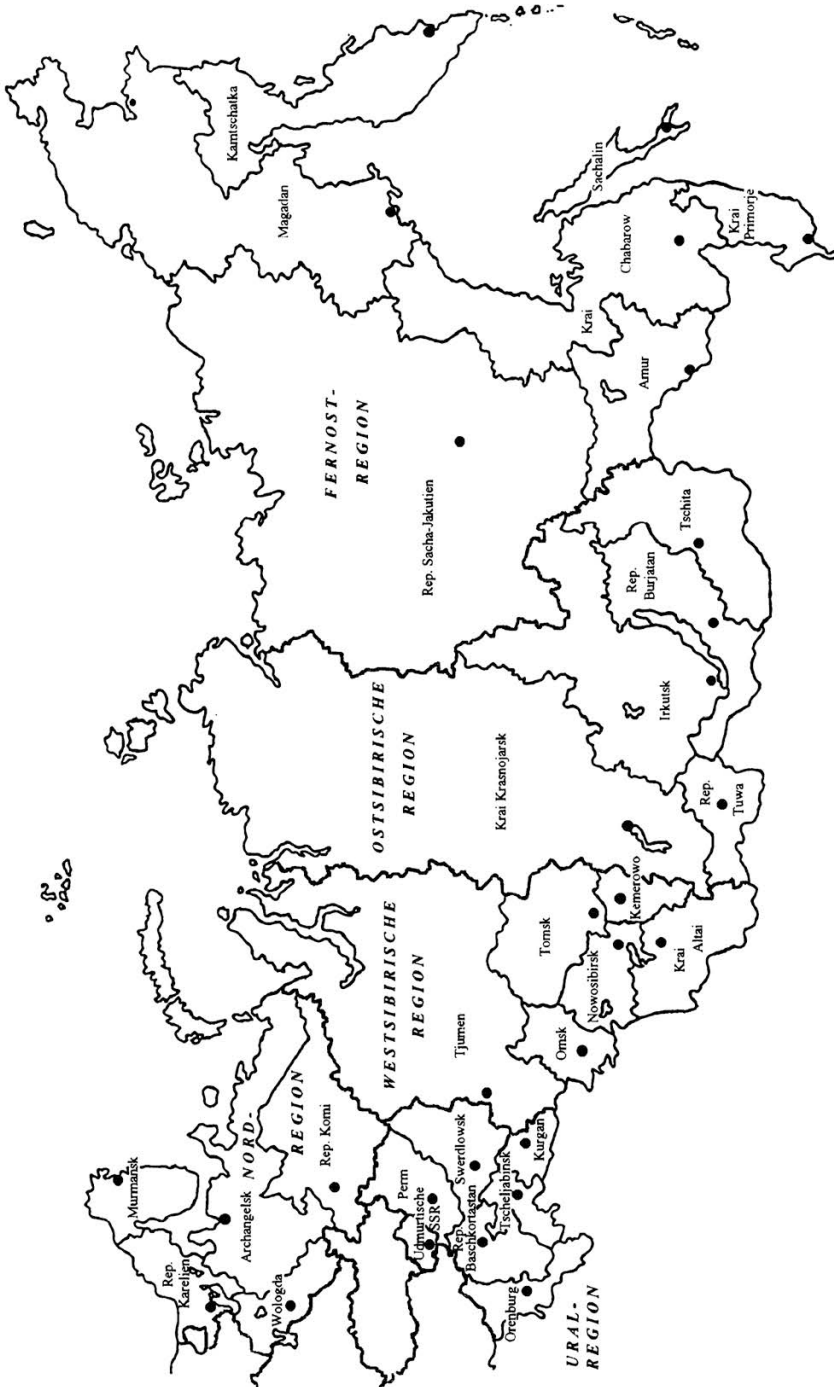 Murmansk
Rep.
Karelien
Archangelsk
Wologda
NORD-
REGION
Rep. Komi
Perm
Udmurtische
SSR
Swerdlowsk
Rep.
Baschkortastan
Tscheljabinsk
Kurgan
Orenburg
URAL-
REGION
WESTSIBIRISCHE
REGION
Tjumen
Omsk
Tomsk
Nowosibirsk
Kemerowo
Krai
Altai
OSTSIBIRISCHE
REGION
Krai Krasnojarsk
Rep.
Tuwa
Irkutsk
Rep.
Burjatan
Tschita
FERNOST-
REGION
Rep. Sacha-Jakutien
Magadan
Kamtschatka
Amur
Krai
Chabarow
Sachalin
Krai
Primorje